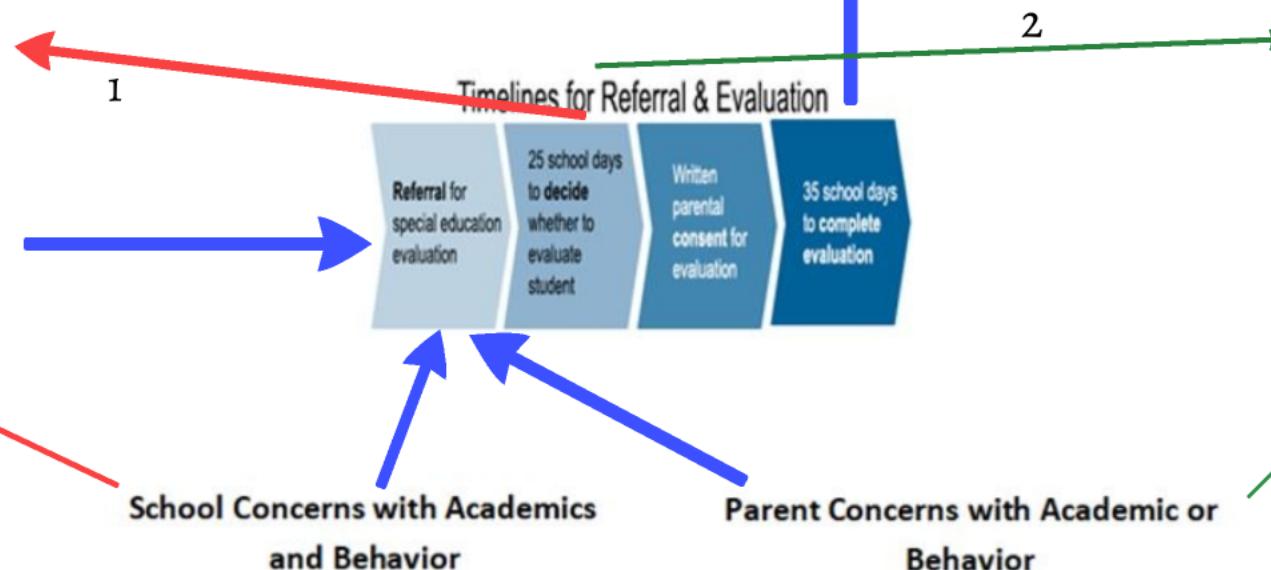 2
1
Timelines for Referral & Evaluation
Referral for
special education
evaluation
25 school days
to decide
whether to
evaluate
student
Written
parental
consent for
evaluation
35 school days
to complete
evaluation
School Concerns with Academics
and Behavior
Parent Concerns with Academic or
Behavior